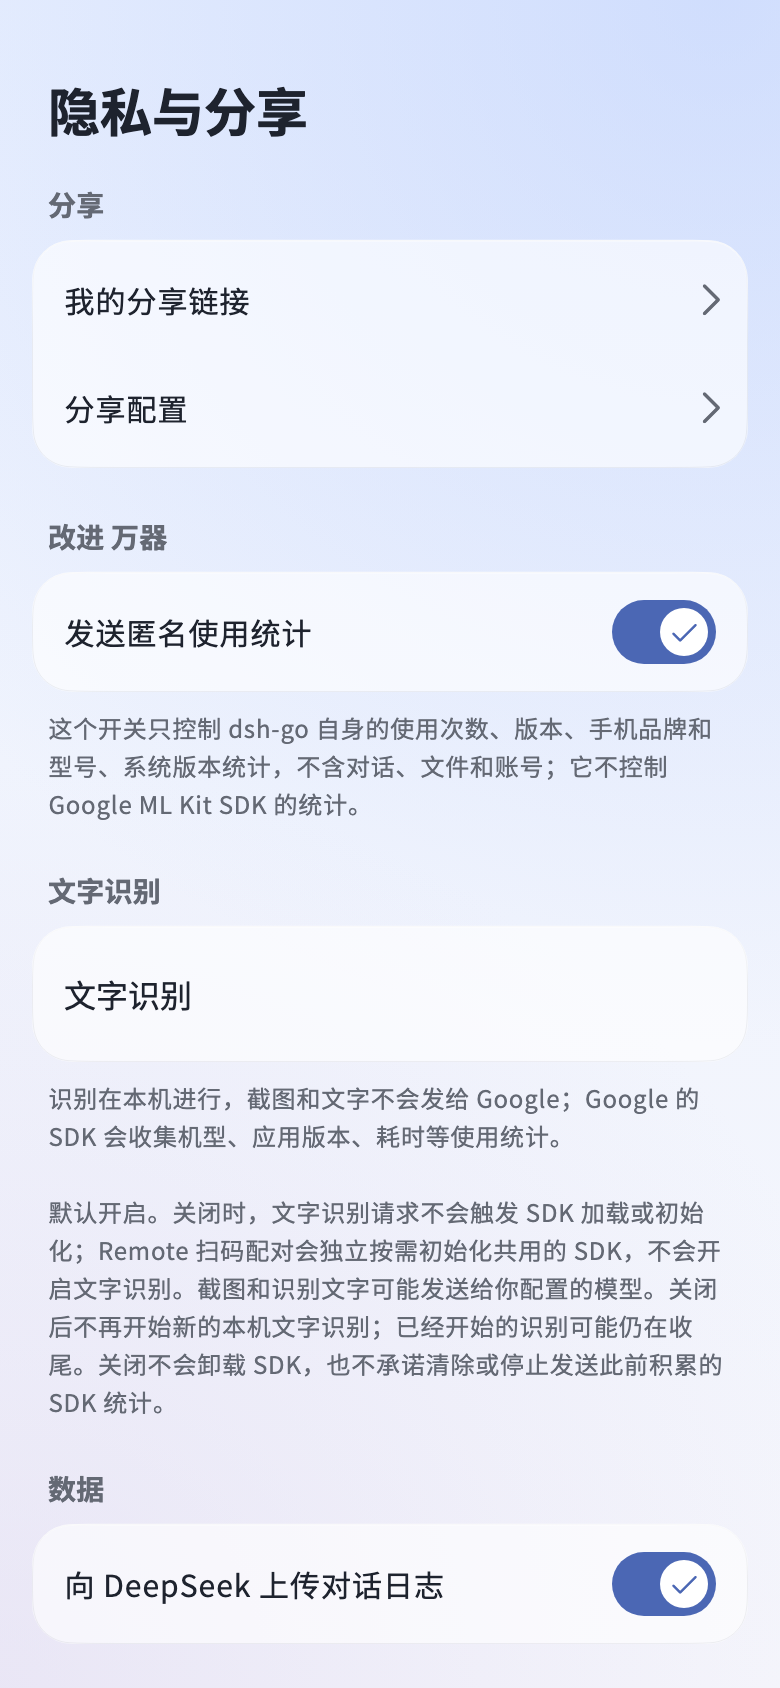 隐私与分享
分享
我的分享链接
分享配置
改进 万器
发送匿名使用统计
这个开关只控制 dsh-go 自身的使用次数、版本、手机品牌和
型号、系统版本统计，不含对话、文件和账号；它不控制
Google ML Kit SDK 的统计。
文字识别
文字识别
识别在本机进行，截图和文字不会发给 Google；Google 的
SDK 会收集机型、应用版本、耗时等使用统计。
默认开启。关闭时，文字识别请求不会触发 SDK 加载或初始
化；Remote 扫码配对会独立按需初始化共用的 SDK，不会开
启文字识别。截图和识别文字可能发送给你配置的模型。关闭
后不再开始新的本机文字识别；已经开始的识别可能仍在收
尾。关闭不会卸载 SDK，也不承诺清除或停止发送此前积累的
SDK 统计。
数据
向 DeepSeek 上传对话日志